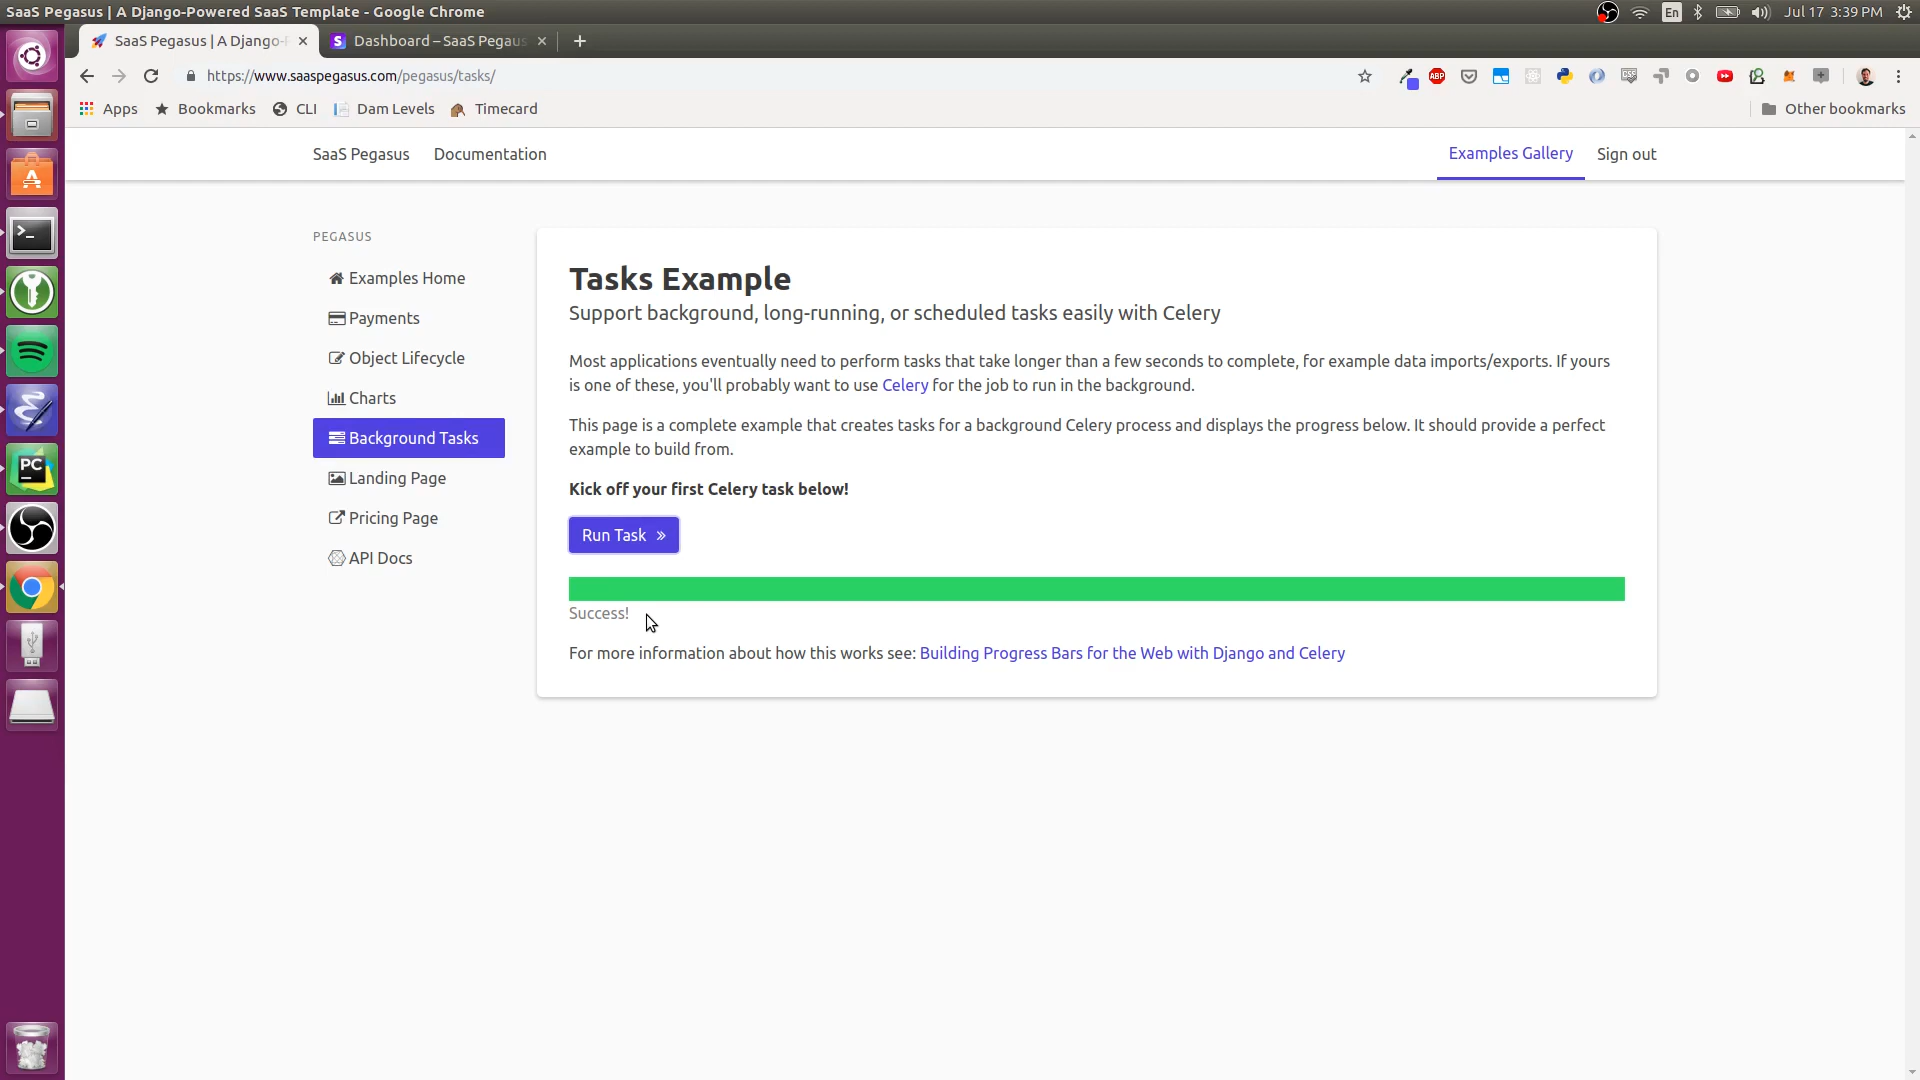 SaaS Pegasus | A Django-Powered SaaS Template - Google Chrome
En
Jul 17 3:39 PM
SaaS Pegasus | A Django-
Dashboard – SaaS Pegasus
https://www.saaspegasus.com/pegasus/tasks/
ABP
CSS
Apps
Bookmarks
CLI
Dam Levels
Timecard
Other bookmarks
SaaS Pegasus
Documentation
Examples Gallery
Sign out
PEGASUS
Examples Home
Payments
Object Lifecycle
Charts
Background Tasks
Landing Page
Pricing Page
API Docs
Tasks Example
Support background, long-running, or scheduled tasks easily with Celery
Most applications eventually need to perform tasks that take longer than a few seconds to complete, for example data imports/exports. If yours
is one of these, you'll probably want to use Celery for the job to run in the background.
This page is a complete example that creates tasks for a background Celery process and displays the progress below. It should provide a perfect
example to build from.
Kick off your first Celery task below!
Run Task »
Success!
For more information about how this works see: Building Progress Bars for the Web with Django and Celery
PC